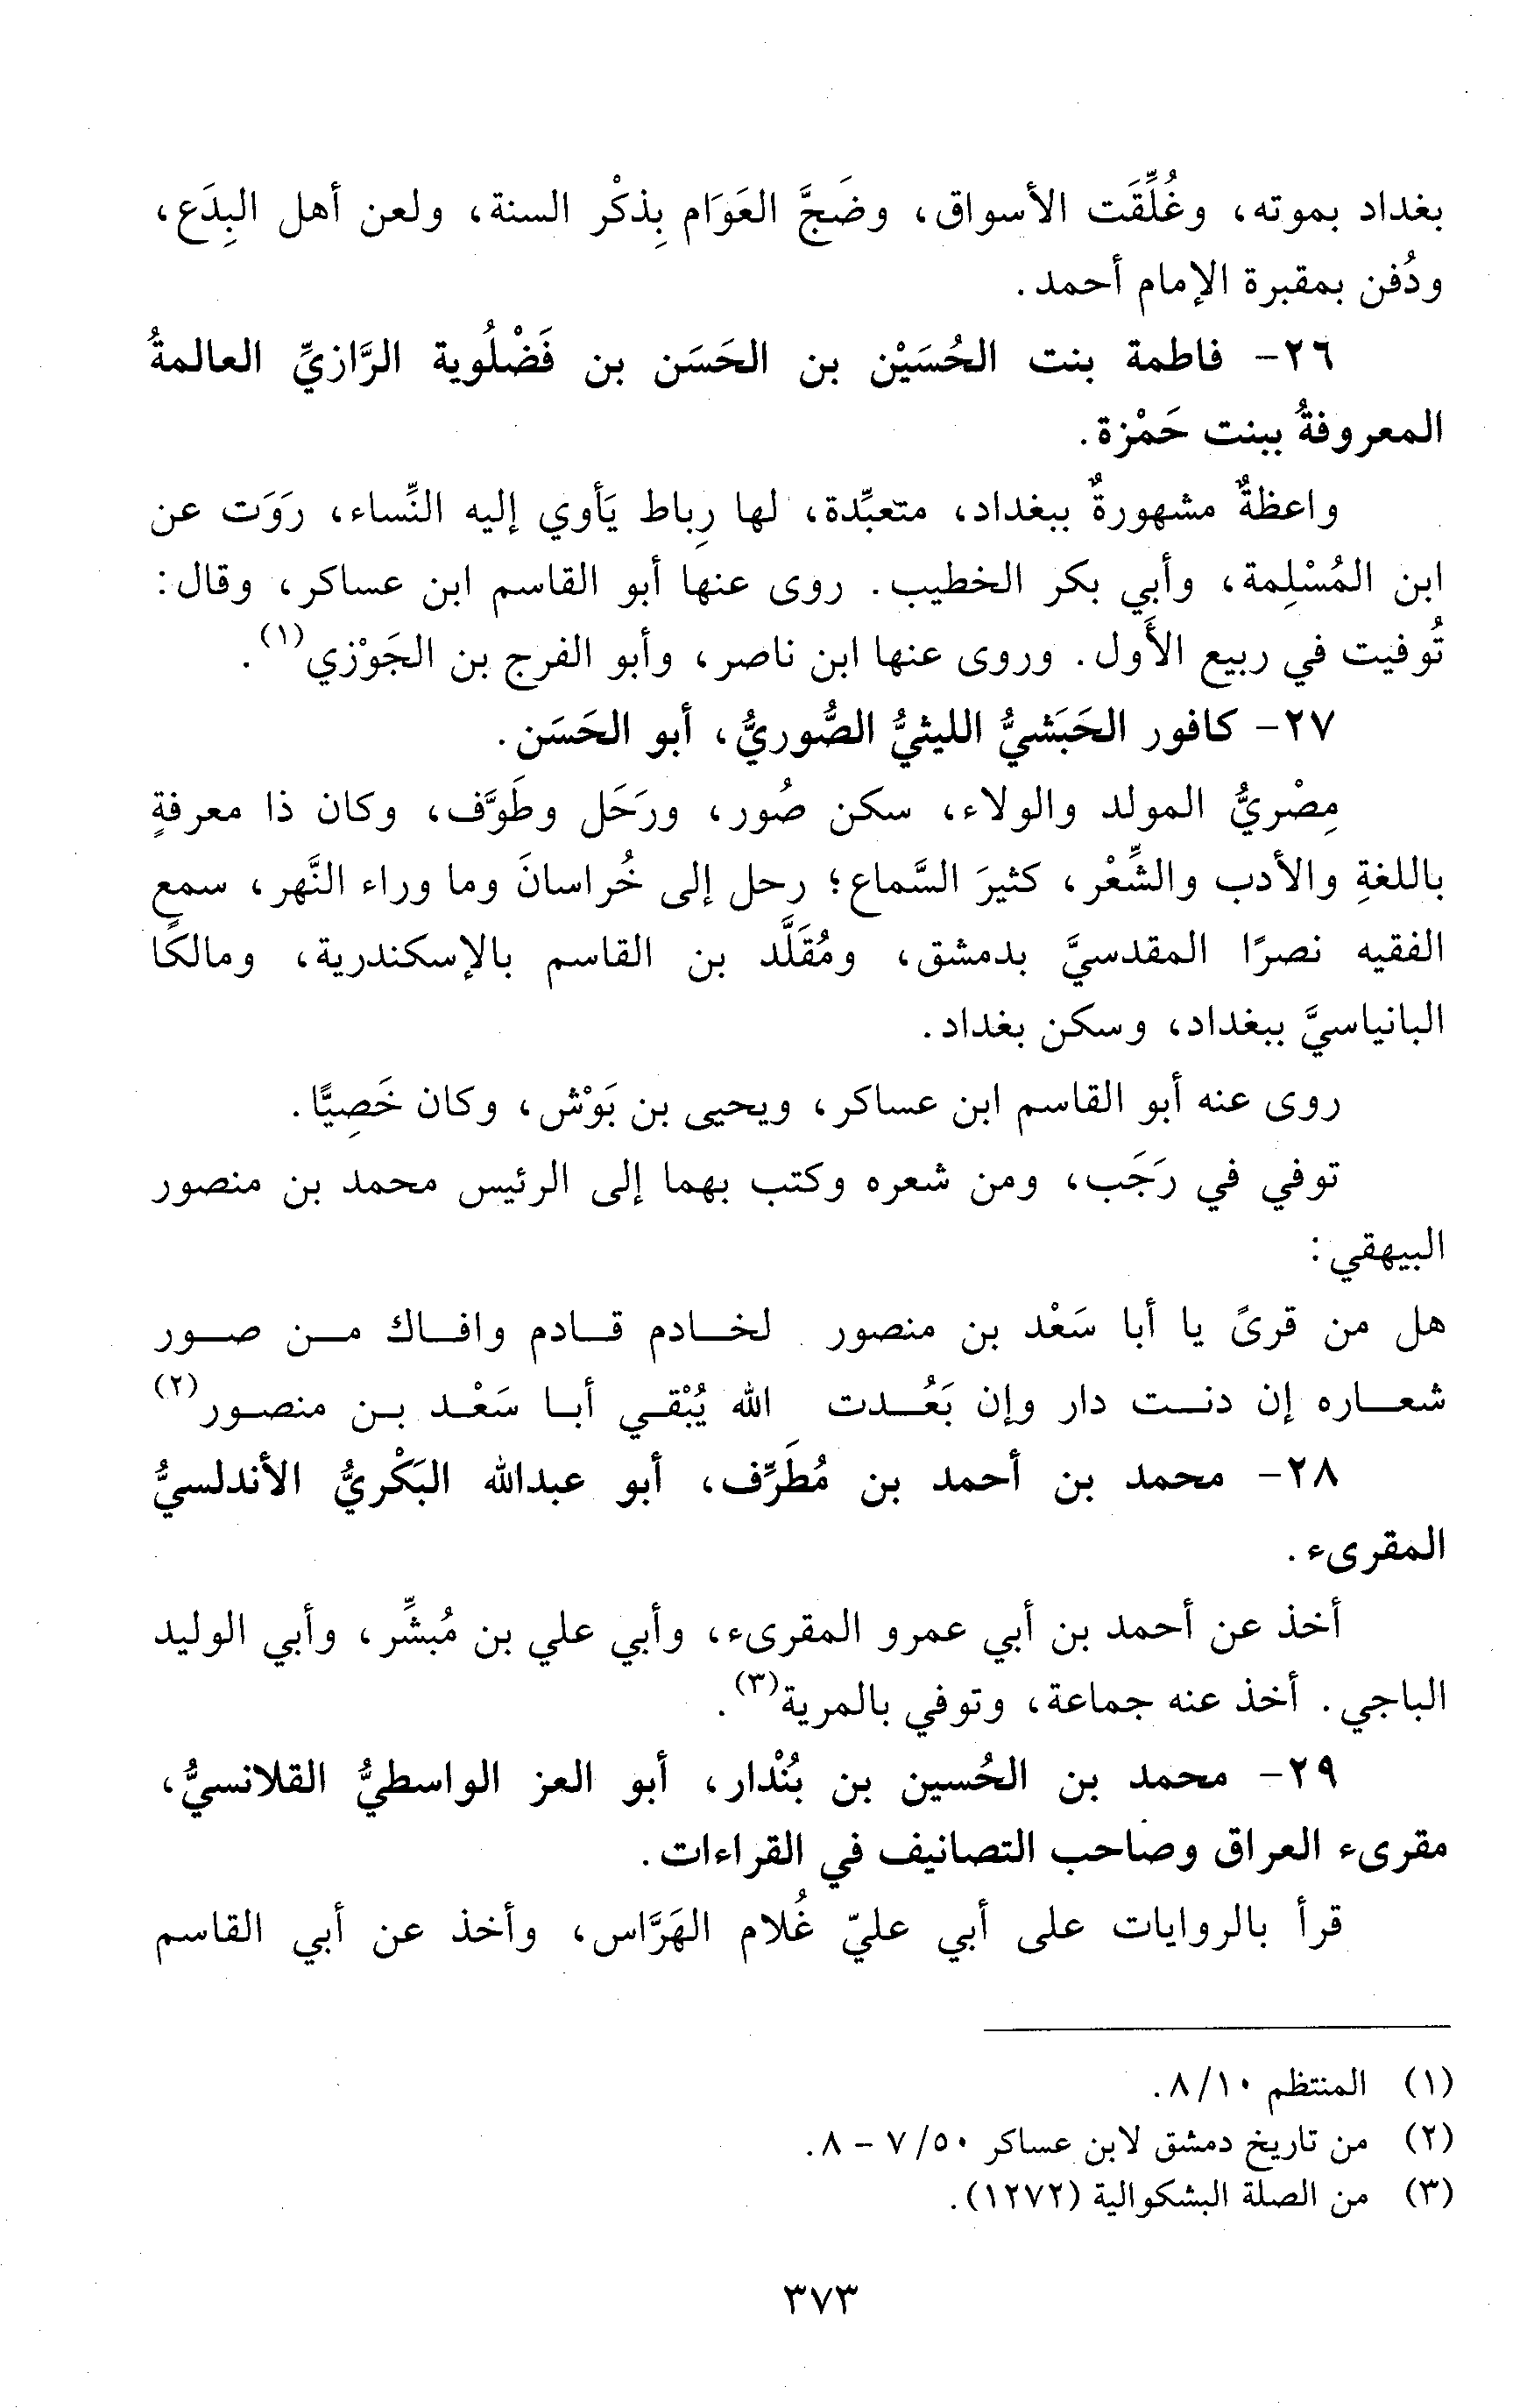 بغداد بموته، وغُلِّقَت الأسواق، وضَجَّ العَوَام بِذكْر السنة، ولعن أهل البِدَع،
ودُفن بمقبرة الإمام أحمد.
٢٦- فاطمة بنت الحُسَيْن بن الحَسَن بن فَضْلُوية الرَّازيِّ العالمةُ
المعروفةُ ببنت حَمْزة.
واعظةٌ مشهورةٌ ببغداد، متعبِّدة، لها رِباط يَأوي إليه النِّساء، رَوَت عن
ابن المُسْلِمة، وأبي بكر الخطيب. روى عنها أبو القاسم ابن عساكر، وقال:
تُوفيت في ربيع الأَول. وروى عنها ابن ناصر، وأبو الفرج بن الجَوْزي(١).
٢٧- كافور الحَبَشيُّ الليثيُّ الصُّوريُّ، أبو الحَسَن.
مِصْريُّ المولد والولاء، سكن صُور، ورَحَل وطَوَّف، وكان ذا معرفةٍ
باللغةِ والأدب والشِّعْر، كثيرَ السَّماع؛ رحل إلى خُراسانَ وما وراء النَّهر، سمع
الفقيه نصرًا المقدسيَّ بدمشق، ومُقَلَّد بن القاسم بالإسكندرية، ومالكًا
البانياسيَّ ببغداد، وسكن بغداد.
روى عنه أبو القاسم ابن عساكر، ويحيى بن بَوْش، وكان خَصِيًّا.
توفي في رَجَب، ومن شعره وكتب بهما إلى الرئيس محمد بن منصور
البيهقي:
هل من قرىً يا أبا سَعْد بن منصور لخـادم قـادم وافـاك مـن صـور
شعـاره إن دنـت دار وإن بَعُـدت الله يُبْقـي أبـا سَعْـد بـن منصـور(٢)
٢٨- محمد بن أحمد بن مُطَرِّف، أبو عبدالله البَكْريُّ الأندلسيُّ
المقرىء.
أخذ عن أحمد بن أبي عمرو المقرىء، وأبي علي بن مُبشِّر، وأبي الوليد
الباجي. أخذ عنه جماعة، وتوفي بالمرية(٣).
٢٩- محمد بن الحُسين بن بُنْدار، أبو العز الواسطيُّ القلانسيُّ،
مقرىء العراق وصاحب التصانيف في القراءات.
قرأ بالروايات على أبي عليّ غُلام الهَرَّاس، وأخذ عن أبي القاسم
(١) المنتظم ١٠/ ٨.
(٢) من تاريخ دمشق لابن عساكر ٥٠/ ٧ - ٨.
(٣) من الصلة البشكوالية (١٢٧٢).
٣٧٣